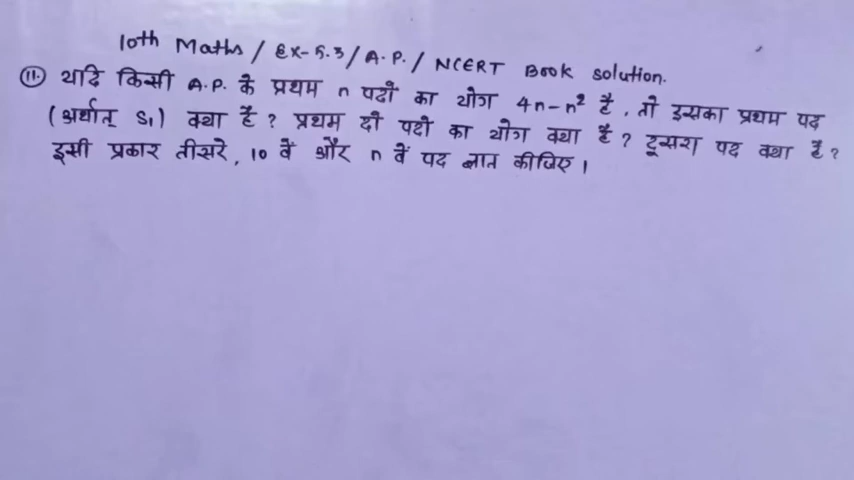 10th Maths / Ex-5.3 / A.P. / NCERT Book solution.
11. यदि किसी A.P. के प्रथम n पदों का योग 4n-n² है, तो इसका प्रथम पद
(अर्थात् S₁) क्या है ? प्रथम दो पदों का योग क्या है ? दूसरा पद क्या है ?
इसी प्रकार तीसरे, 10 वें और n वें पद ज्ञात कीजिए।